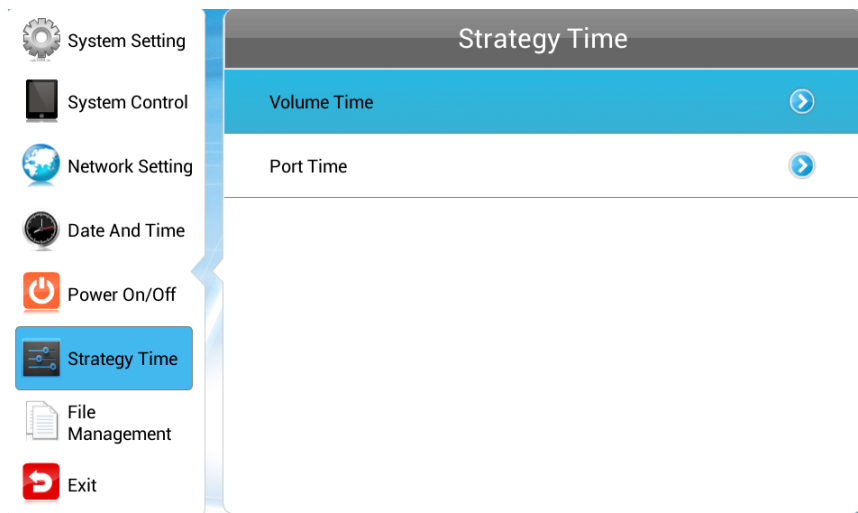 System Setting
System Control
Network Setting
Date And Time
Power On/Off
Strategy Time
File
Management
Exit
Strategy Time
Volume Time
Port Time